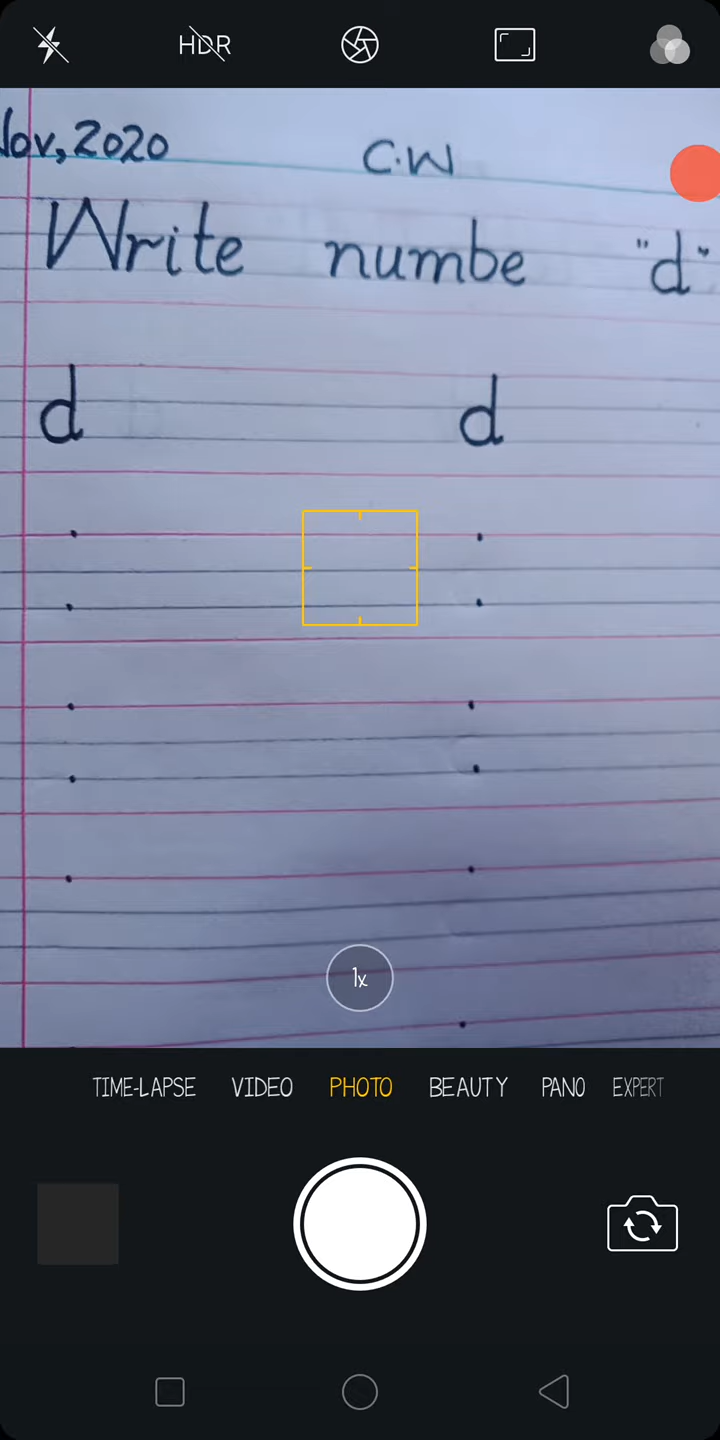 HDR
Nov, 2020
C.W
Write numbe "d"
d d
1x
TIME-LAPSE VIDEO PHOTO BEAUTY PANO EXPERT